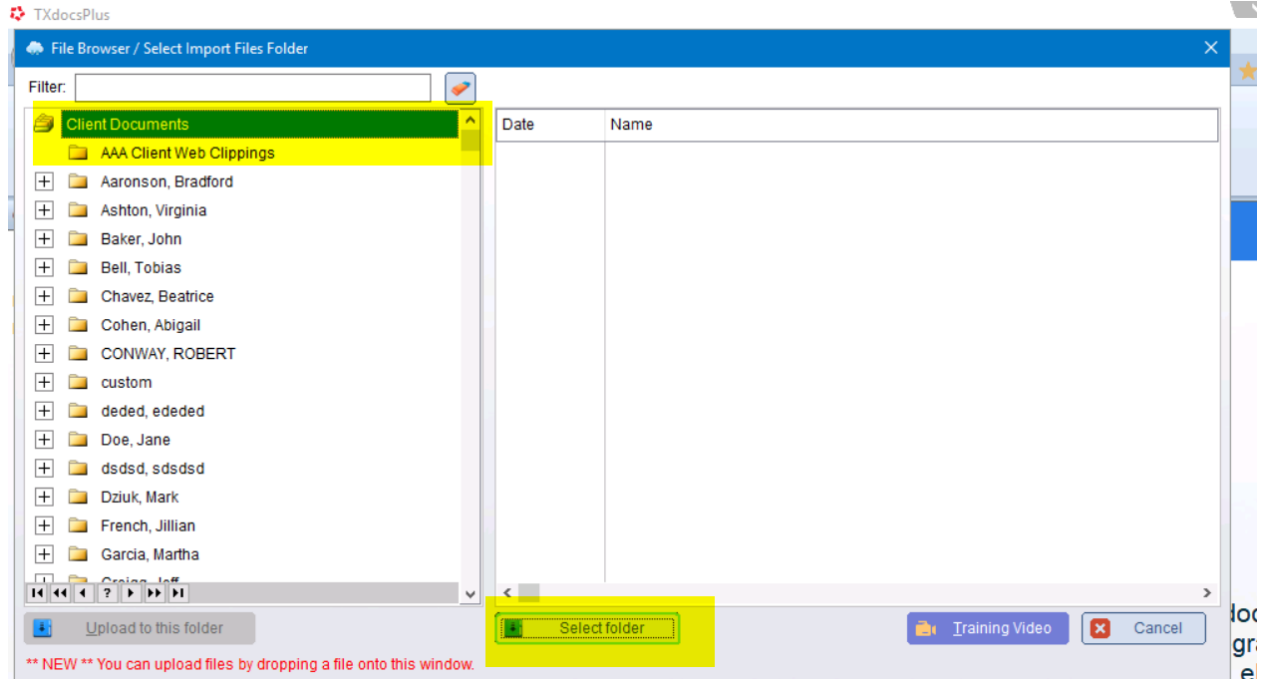 TXdocsPlus
File Browser / Select Import Files Folder
Filter:
Client Documents
AAA Client Web Clippings
Aaronson, Bradford
Ashton, Virginia
Baker, John
Bell, Tobias
Chavez, Beatrice
Cohen, Abigail
CONWAY, ROBERT
custom
deded, ededed
Doe, Jane
dsdsd, sdsdsd
Dziuk, Mark
French, Jillian
Garcia, Martha
Date Name
Upload to this folder
Select folder
Training Video
Cancel
** NEW ** You can upload files by dropping a file onto this window.